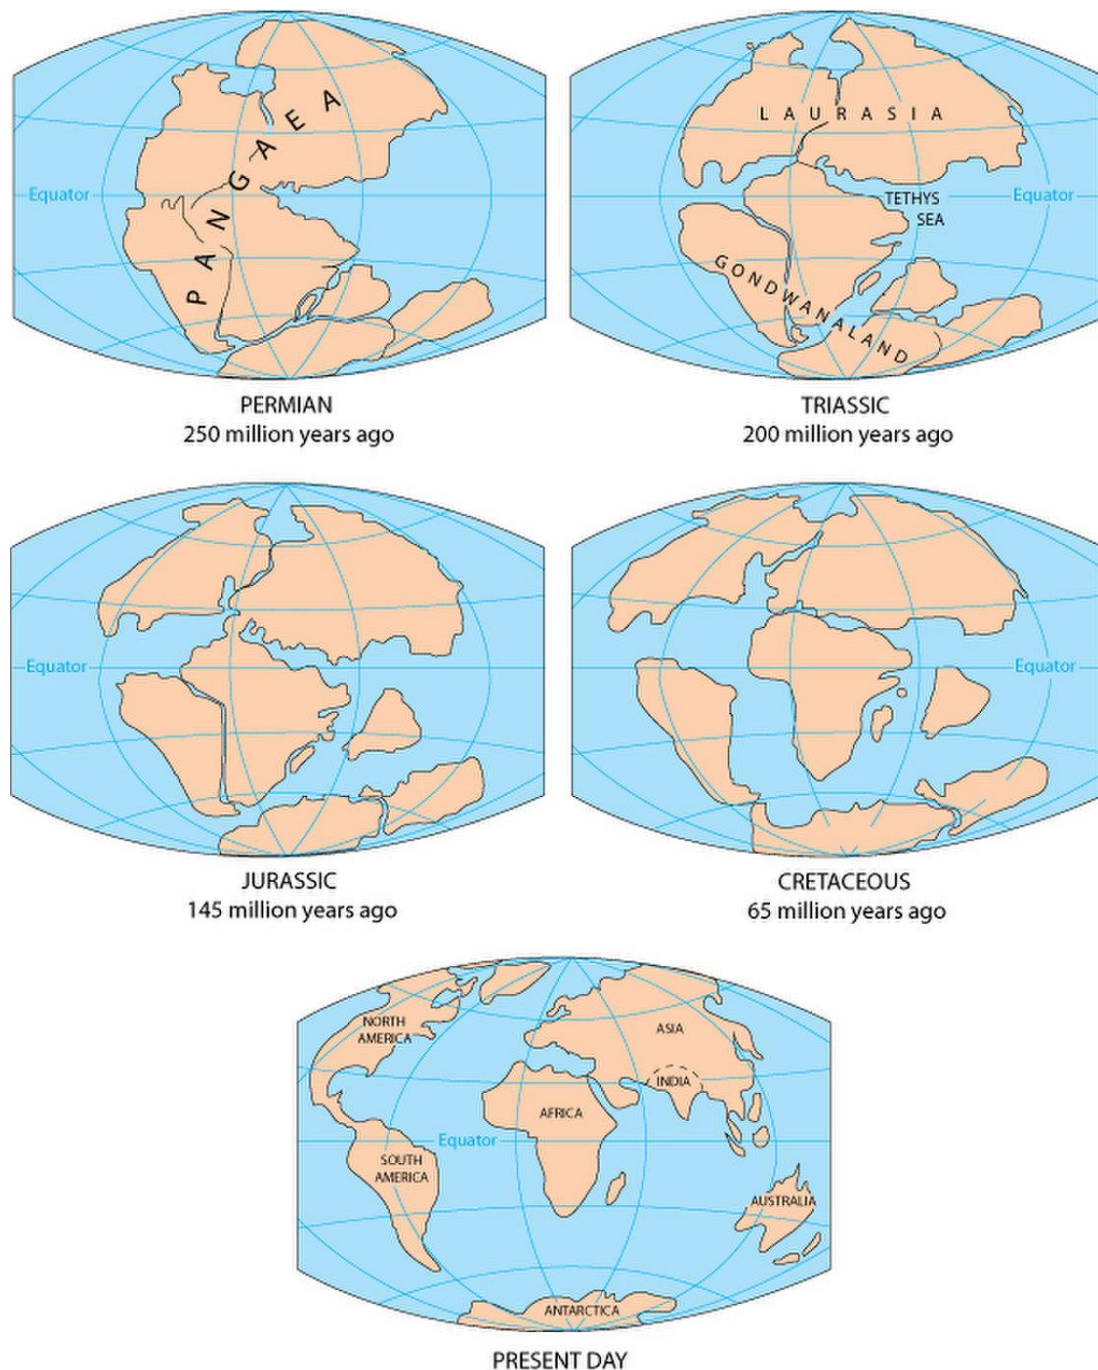 PANGAEA
Equator
PERMIAN
250 million years ago
LAURASIA
TETHYS
SEA
Equator
GONDWANALAND
TRIASSIC
200 million years ago
Equator
JURASSIC
145 million years ago
Equator
CRETACEOUS
65 million years ago
NORTH
AMERICA
ASIA
INDIA
AFRICA
Equator
SOUTH
AMERICA
AUSTRALIA
ANTARCTICA
PRESENT DAY